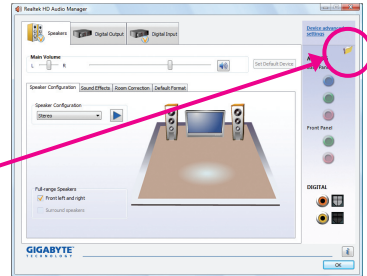 Realtek HD Audio Manager
Speakers
Digital Output
Digital Input
Device advanced settings
Main Volume
L
R
Set Default Device
Speaker Configuration
Sound Effects
Room Correction
Default Format
Speaker Configuration
Stereo
Front Panel
Full-range Speakers
Front left and right
Surround speakers
DIGITAL
GIGABYTE
TECHNOLOGY
i
OK